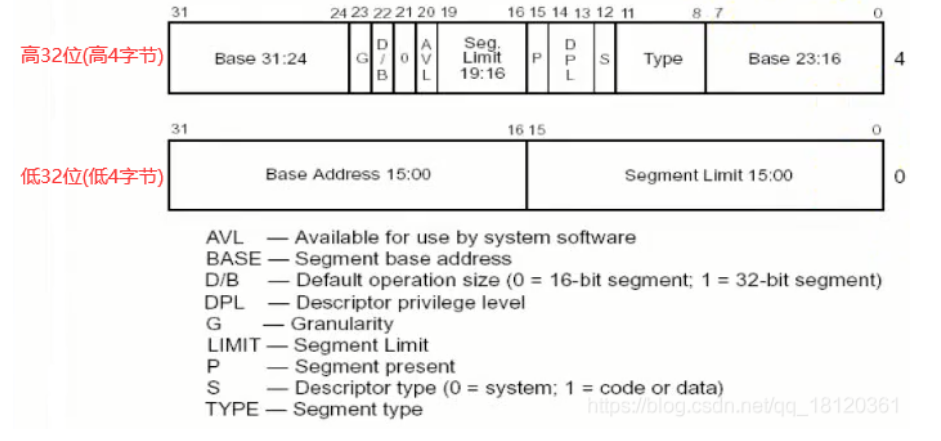 31 24 23 22 21 20 19 16 15 14 13 12 11 8 7 0
高32位(高4字节) Base 31:24 G D/B 0 AVL Seg. Limit 19:16 P DPL S Type Base 23:16 4
31 16 15 0
低32位(低4字节) Base Address 15:00 Segment Limit 15:00 0
AVL — Available for use by system software
BASE — Segment base address
D/B — Default operation size (0 = 16-bit segment; 1 = 32-bit segment)
DPL — Descriptor privilege level
G — Granularity
LIMIT — Segment Limit
P — Segment present
S — Descriptor type (0 = system; 1 = code or data)
TYPE — Segment type
https://blog.csdn.net/qq_18120361